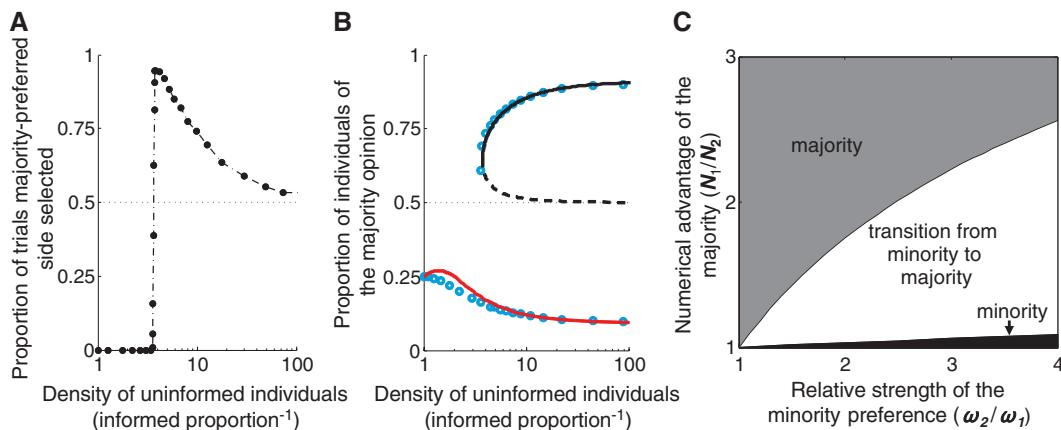 A
Proportion of trials majority-preferred
side selected
1
0.75
0.5
0.25
0
1
10
100
Density of uninformed individuals
(informed proportion⁻¹)
B
Proportion of individuals of
the majority opinion
1
0.75
0.5
0.25
0
1
10
100
Density of uninformed individuals
(informed proportion⁻¹)
C
Numerical advantage of the
majority (N₁/N₂)
3
2
1
majority
transition from
minority to
majority
minority
1
2
3
4
Relative strength of the
minority preference (ω₂/ω₁)